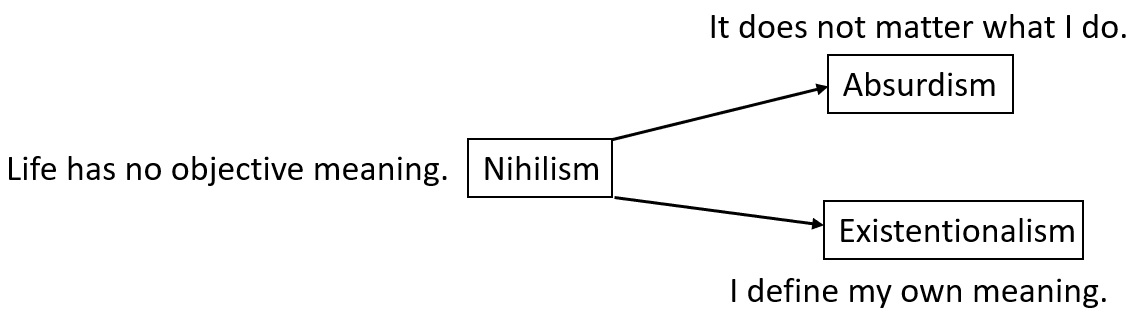 It does not matter what I do.
Absurdism
Life has no objective meaning.
Nihilism
Existentionalism
I define my own meaning.